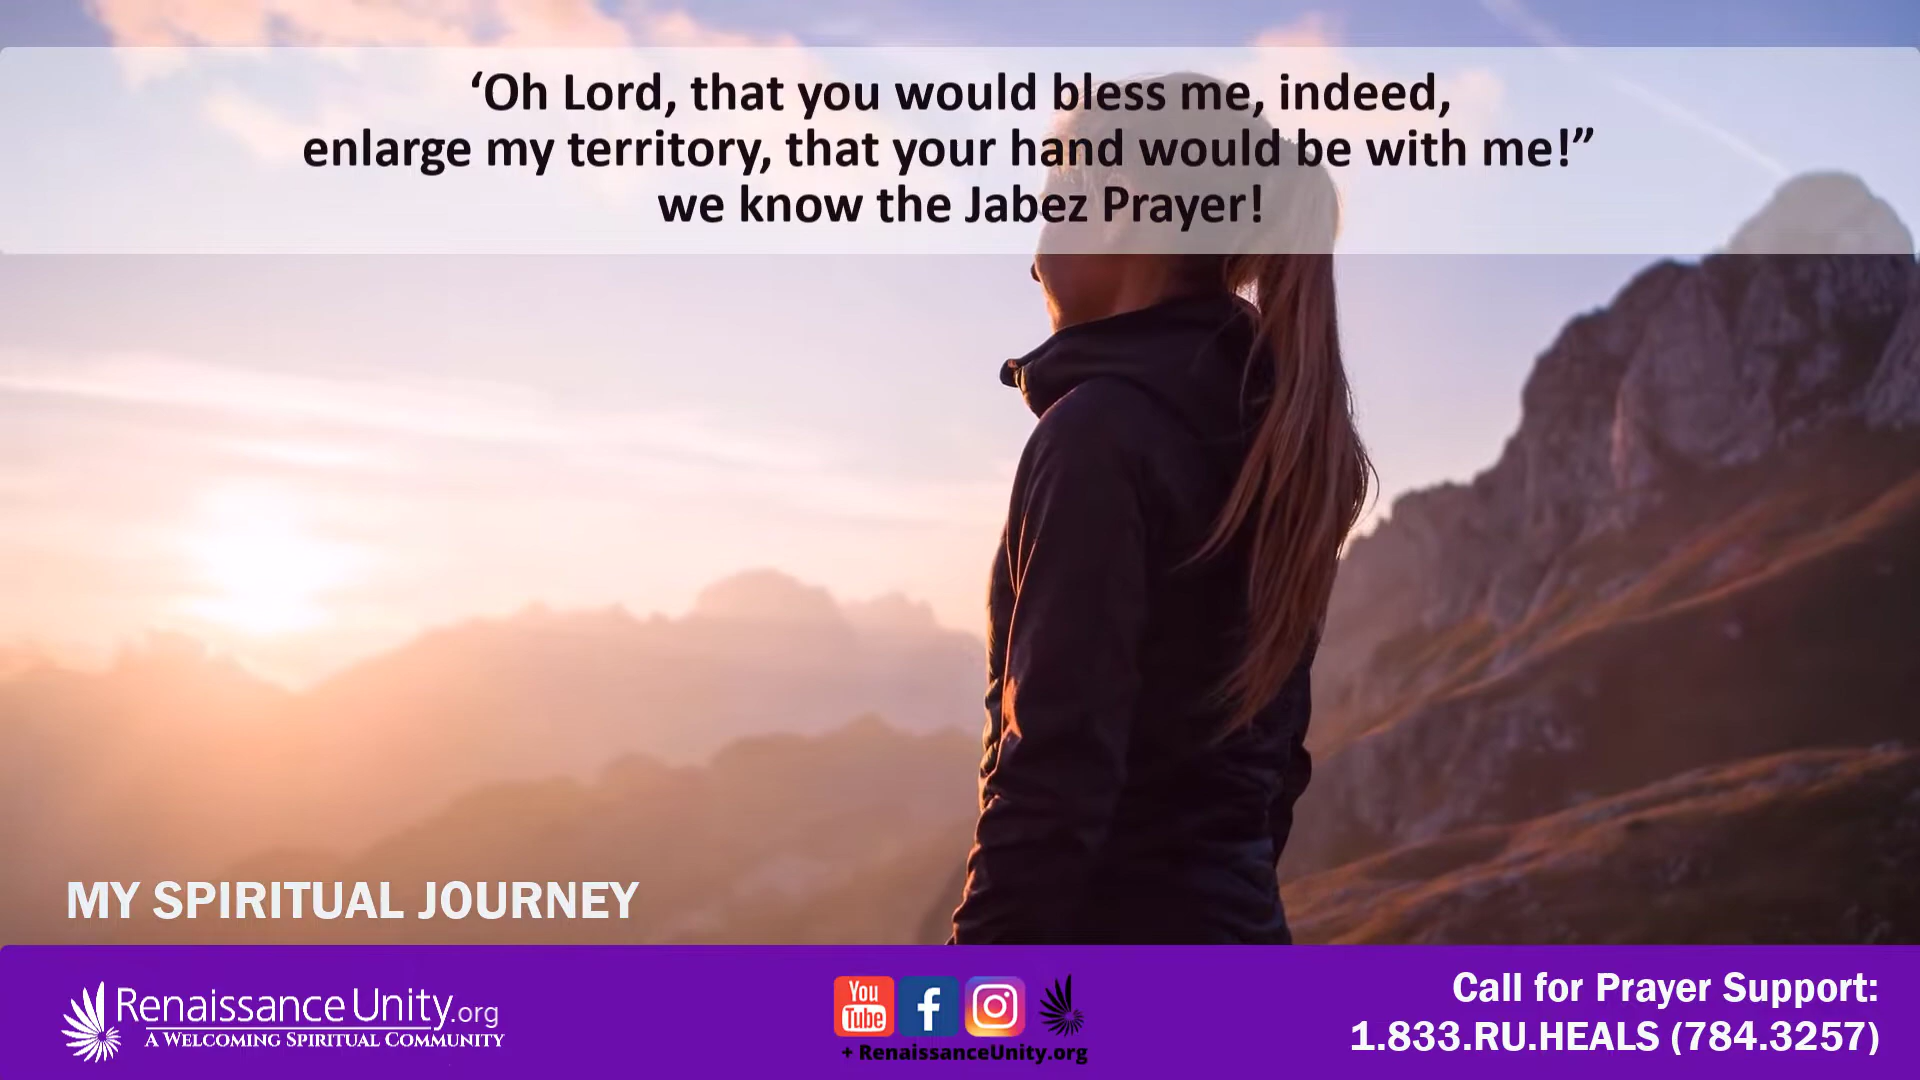 ‘Oh Lord, that you would bless me, indeed,
enlarge my territory, that your hand would be with me!”
we know the Jabez Prayer!
MY SPIRITUAL JOURNEY
RenaissanceUnity.org
A WELCOMING SPIRITUAL COMMUNITY
You
Tube
f
+ RenaissanceUnity.org
Call for Prayer Support:
1.833.RU.HEALS (784.3257)